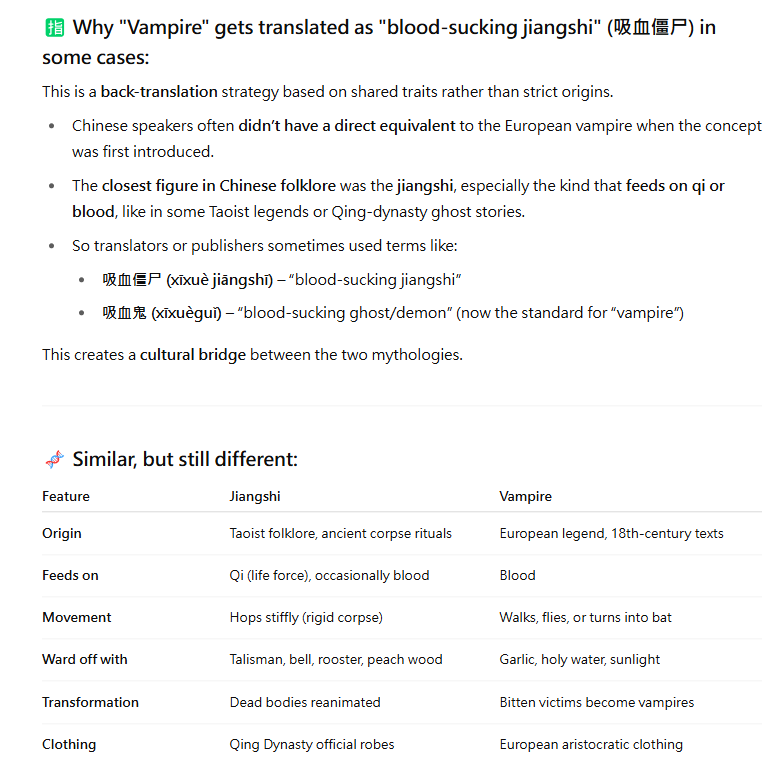 🈯 Why "Vampire" gets translated as "blood-sucking jiangshi" (吸血僵尸) in
some cases:
This is a back-translation strategy based on shared traits rather than strict origins.
• Chinese speakers often didn’t have a direct equivalent to the European vampire when the concept
was first introduced.
• The closest figure in Chinese folklore was the jiangshi, especially the kind that feeds on qi or
blood, like in some Taoist legends or Qing-dynasty ghost stories.
• So translators or publishers sometimes used terms like:
• 吸血僵尸 (xīxuè jiāngshī) – “blood-sucking jiangshi”
• 吸血鬼 (xīxuèguǐ) – “blood-sucking ghost/demon” (now the standard for “vampire”)
This creates a cultural bridge between the two mythologies.
🧬 Similar, but still different:
Feature Jiangshi Vampire
Origin Taoist folklore, ancient corpse rituals European legend, 18th-century texts
Feeds on Qi (life force), occasionally blood Blood
Movement Hops stiffly (rigid corpse) Walks, flies, or turns into bat
Ward off with Talisman, bell, rooster, peach wood Garlic, holy water, sunlight
Transformation Dead bodies reanimated Bitten victims become vampires
Clothing Qing Dynasty official robes European aristocratic clothing